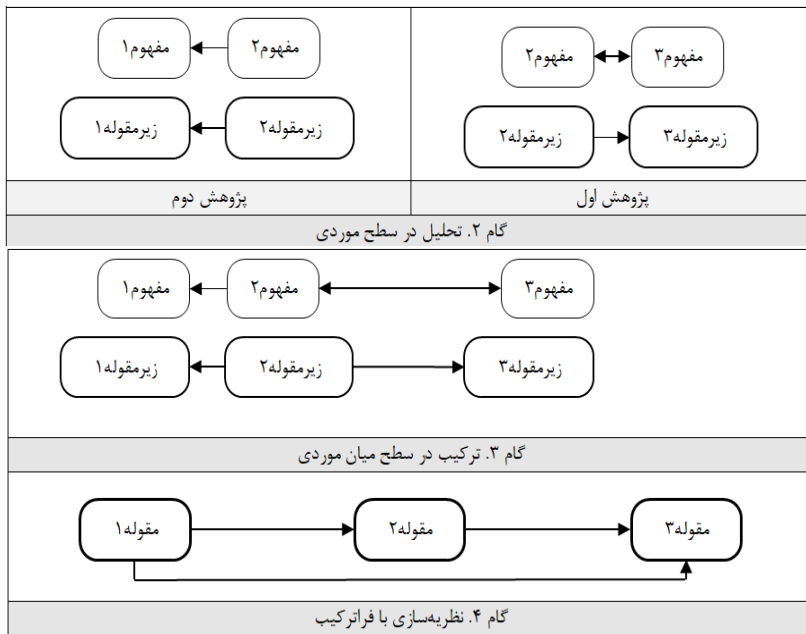 مفهوم۳ مفهوم۲ مفهوم۲ مفهوم۱
زیرمقوله۳ زیرمقوله۲ زیرمقوله۲ زیرمقوله۱
پژوهش اول پژوهش دوم
گام ۲. تحلیل در سطح موردی
مفهوم۳ مفهوم۲ مفهوم۱
زیرمقوله۳ زیرمقوله۲ زیرمقوله۱
گام ۳. ترکیب در سطح میان موردی
مقوله۳ مقوله۲ مقوله۱
گام ۴. نظریه‌سازی با فراترکیب